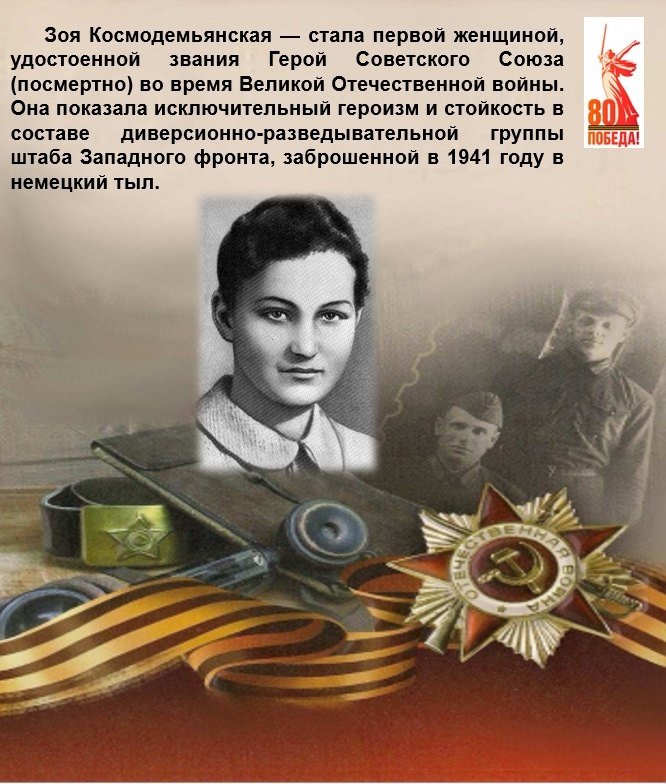 Зоя Космодемьянская — стала первой женщиной,
удостоенной звания Герой Советского Союза
(посмертно) во время Великой Отечественной войны.
Она показала исключительный героизм и стойкость в
составе диверсионно-разведывательной группы
штаба Западного фронта, заброшенной в 1941 году в
немецкий тыл.
80
ПОБЕДА!
ОТЕЧЕСТВЕННАЯ ВОЙНА